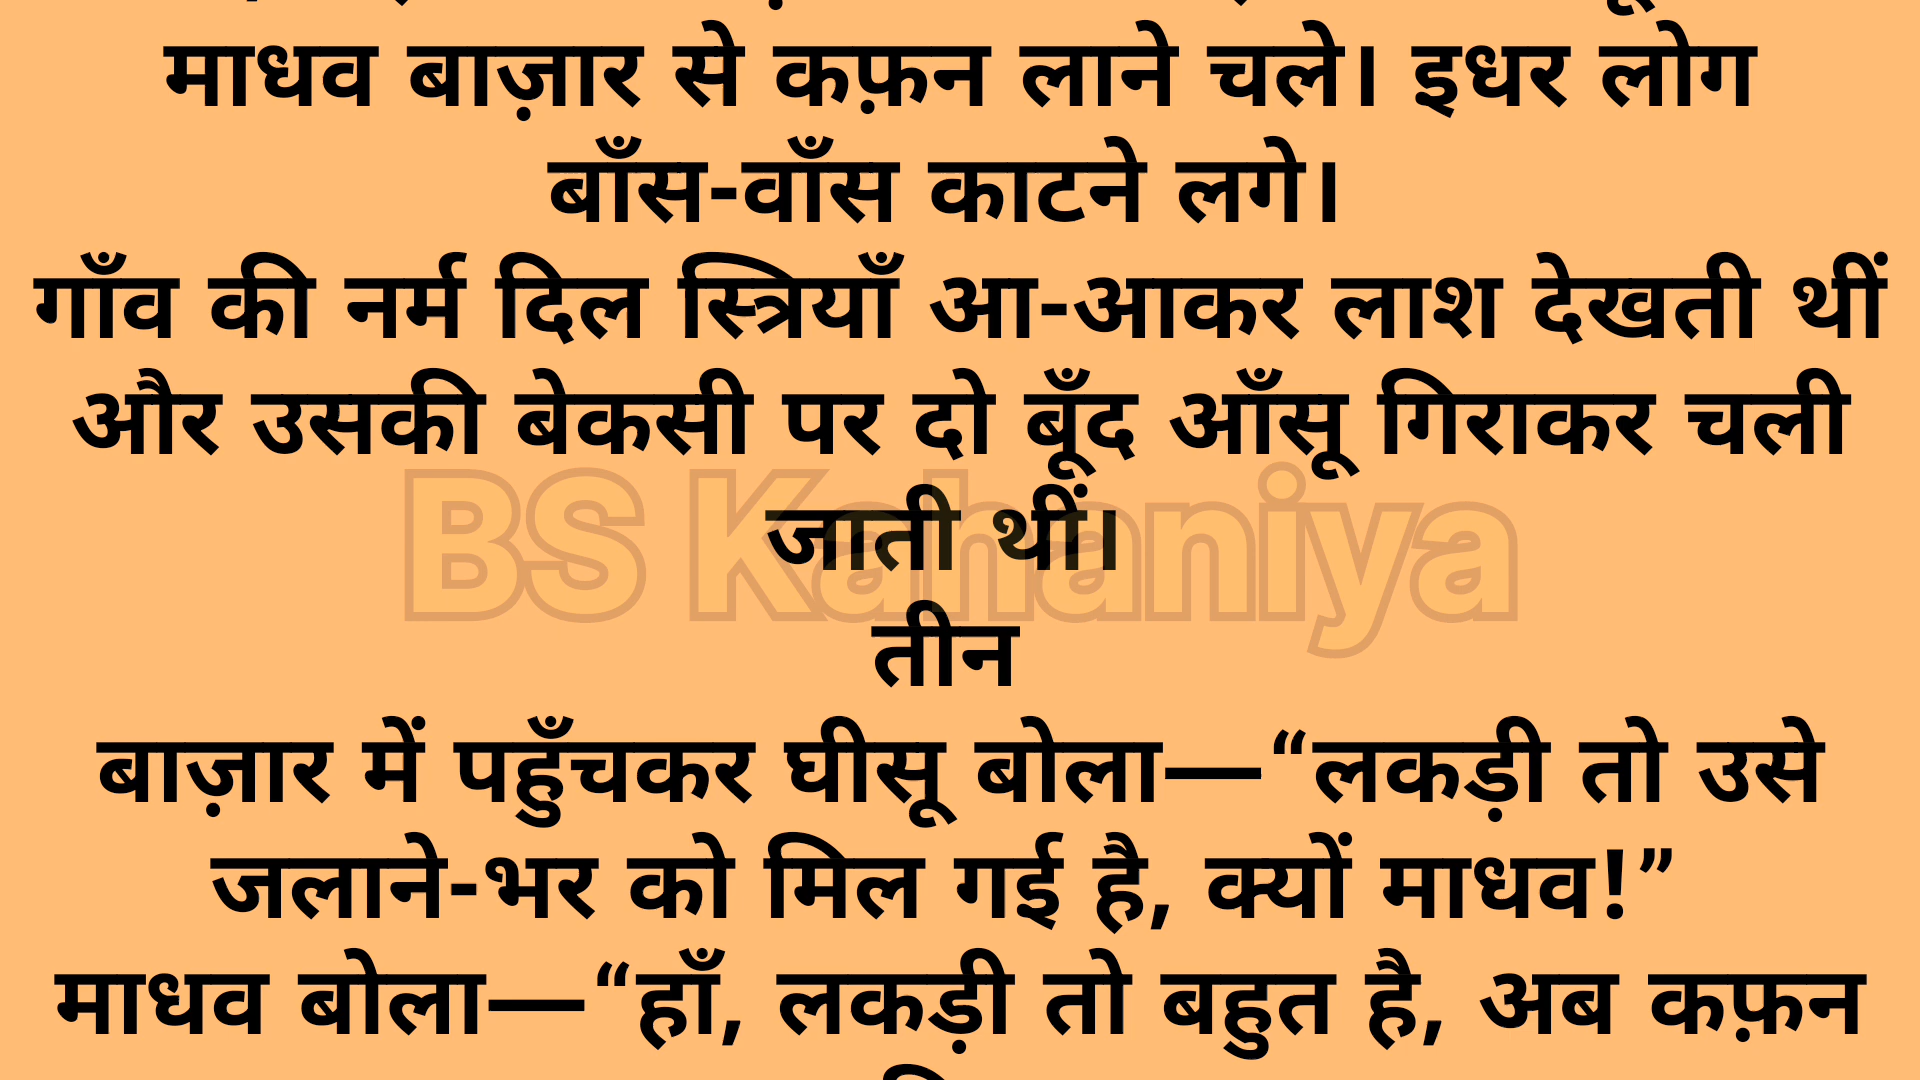 माधव बाज़ार से कफ़न लाने चले। इधर लोग
बाँस-वाँस काटने लगे।
गाँव की नर्म दिल स्त्रियाँ आ-आकर लाश देखती थीं
और उसकी बेकसी पर दो बूँद आँसू गिराकर चली
जाती थीं।
BS Kahaniya
तीन
बाज़ार में पहुँचकर घीसू बोला—“लकड़ी तो उसे
जलाने-भर को मिल गई है, क्यों माधव!”
माधव बोला—“हाँ, लकड़ी तो बहुत है, अब कफ़न